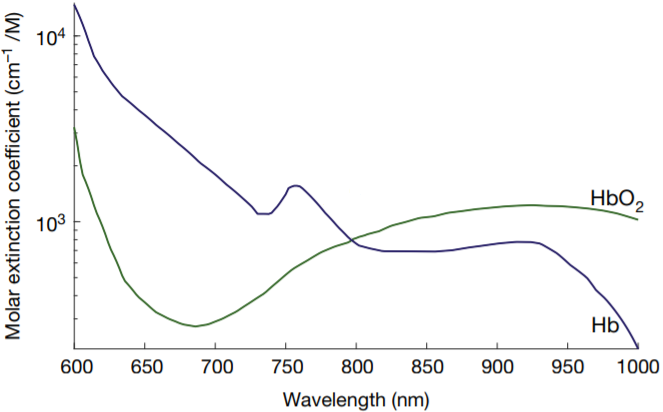 Molar extinction coefficient (cm⁻¹ /M)
10⁴
10³
HbO₂
Hb
600 650 700 750 800 850 900 950 1000
Wavelength (nm)